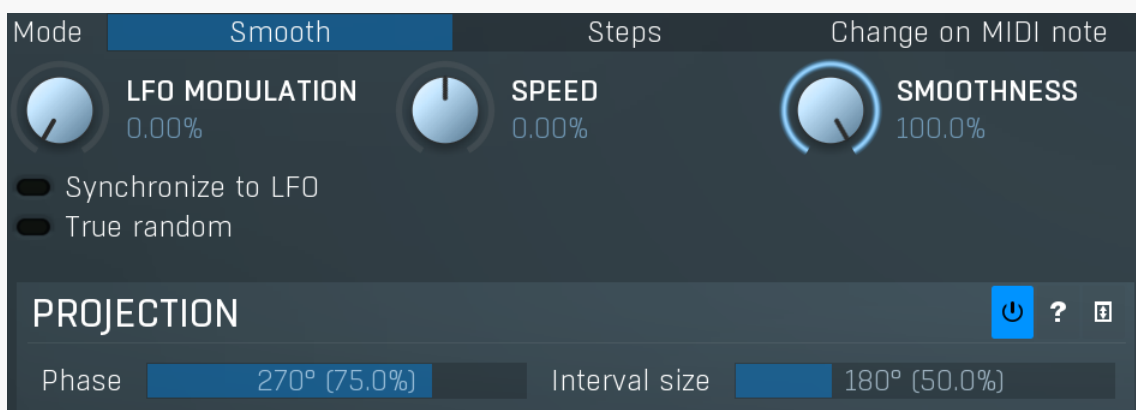 Mode Smooth Steps Change on MIDI note
LFO MODULATION SPEED SMOOTHNESS
0.00% 0.00% 100.0%
Synchronize to LFO
True random
PROJECTION ?
Phase 270° (75.0%) Interval size 180° (50.0%)